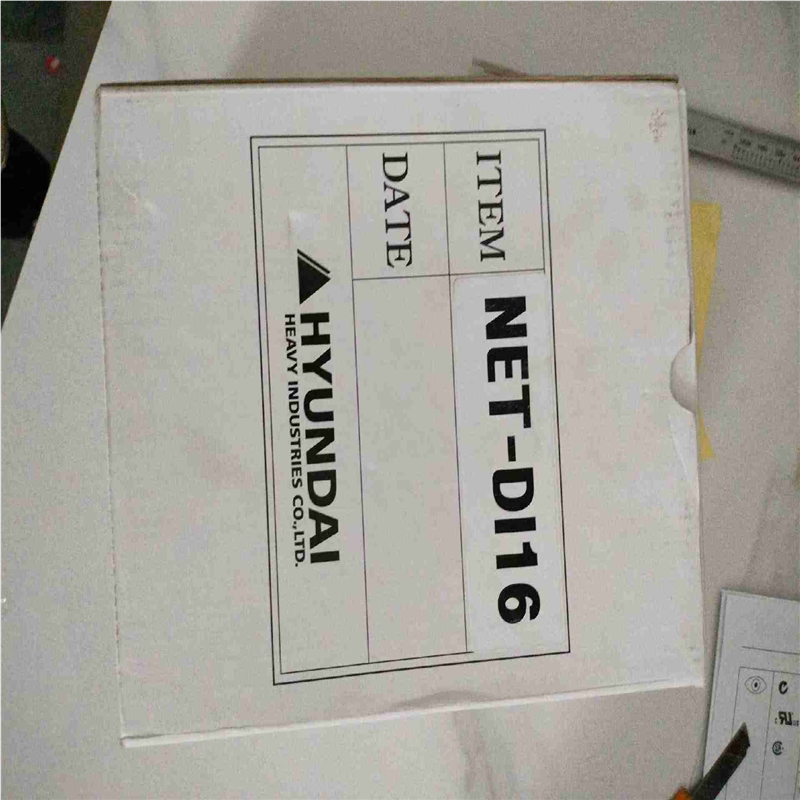 ITEM NET-DI16
DATE
HYUNDAI
HEAVY INDUSTRIES CO.,LTD.